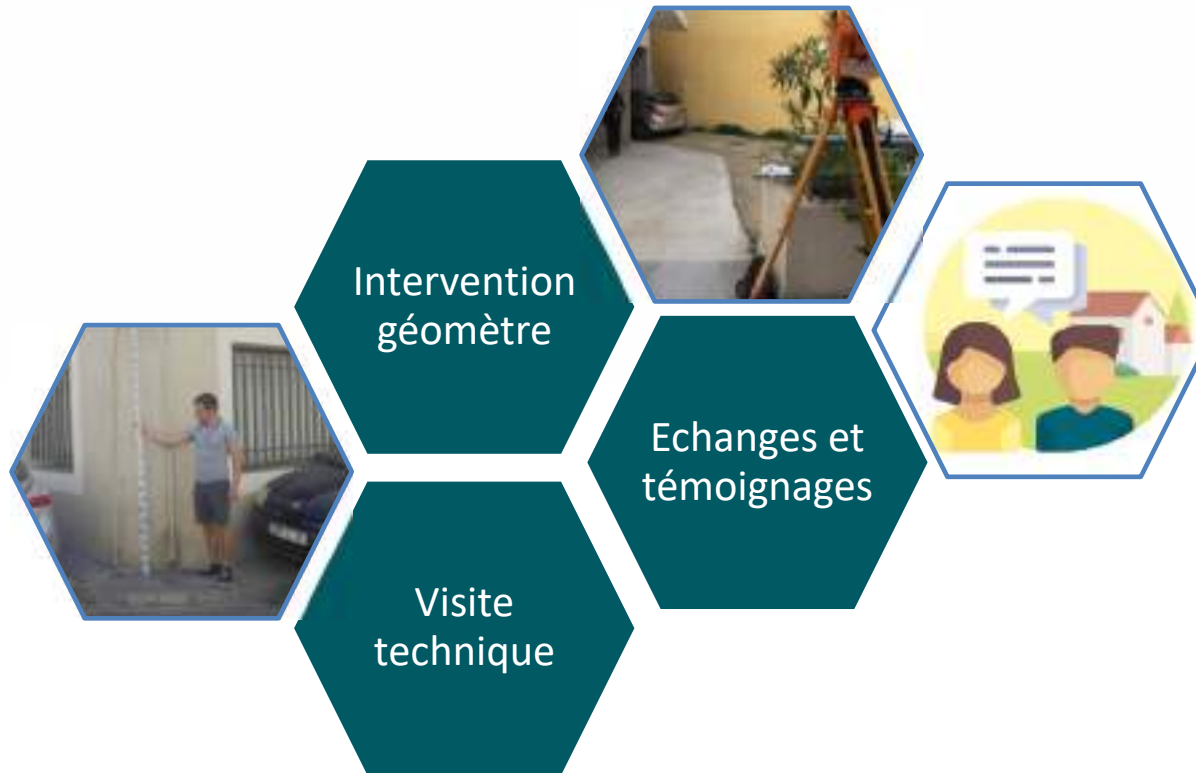 Intervention
géomètre
Echanges et
témoignages
Visite
technique